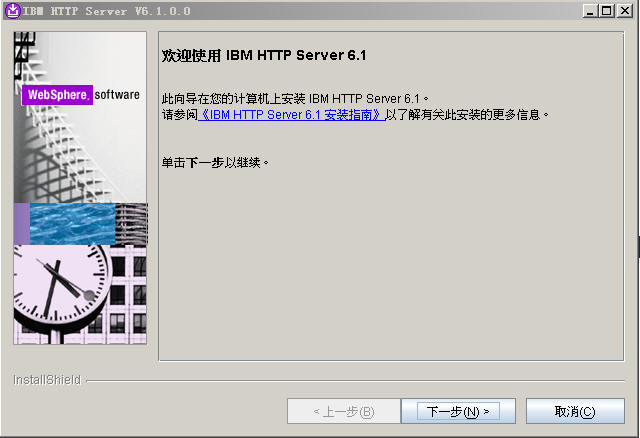 IBM HTTP Server V6.1.0.0
WebSphere. software
欢迎使用 IBM HTTP Server 6.1
此向导在您的计算机上安装 IBM HTTP Server 6.1。
请参阅《IBM HTTP Server 6.1 安装指南》以了解有关此安装的更多信息。
单击下一步以继续。
InstallShield
< 上一步(B)
下一步(N) >
取消(C)